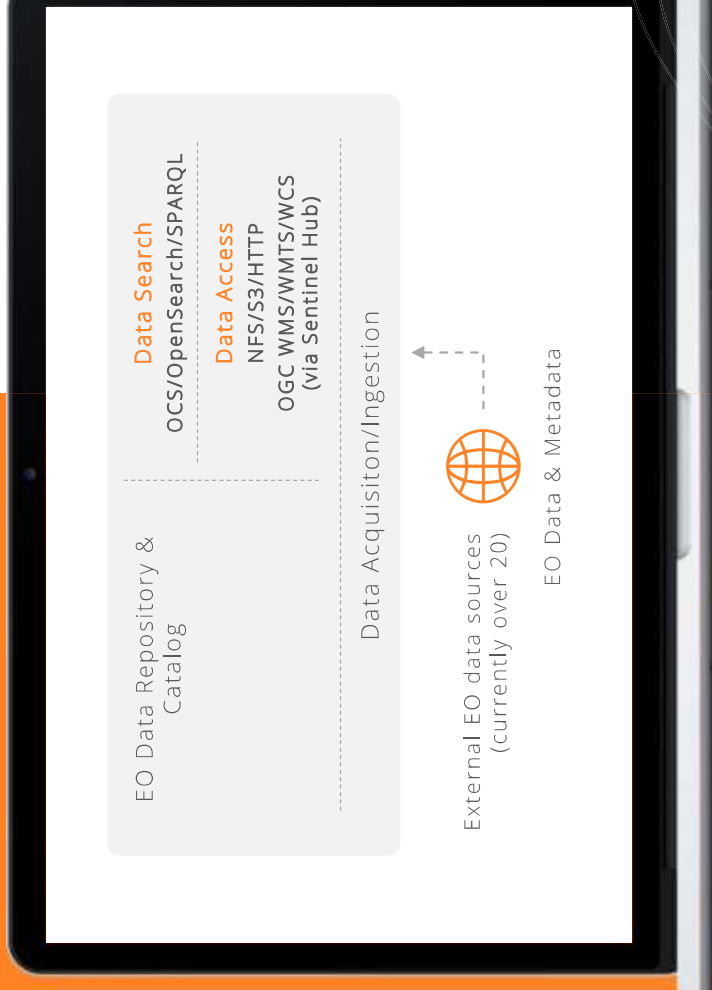 EO Data Repository &
Catalog
Data Search
OCS/OpenSearch/SPARQL
Data Access
NFS/S3/HTTP
OGC WMS/WMTS/WCS
(via Sentinel Hub)
Data Acquisiton/Ingestion
External EO data sources
(currently over 20)
EO Data & Metadata